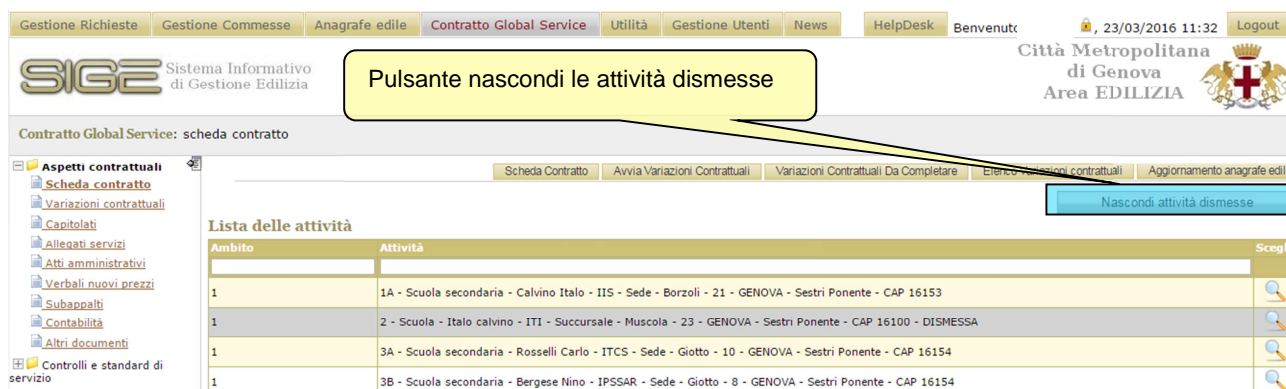 Gestione Richieste Gestione Commesse Anagrafe edile Contratto Global Service Utilità Gestione Utenti News HelpDesk Benvenuto , 23/03/2016 11:32 Logout
SIGE Sistema Informativo
di Gestione Edilizia
Pulsante nascondi le attività dismesse
Città Metropolitana
di Genova
Area EDILIZIA
Contratto Global Service: scheda contratto
Aspetti contrattuali
Scheda contratto
Variazioni contrattuali
Capitolati
Allegati servizi
Atti amministrativi
Verbali nuovi prezzi
Subappalti
Contabilità
Altri documenti
Controlli e standard di
servizio
Scheda Contratto Avvia Variazioni Contrattuali Variazioni Contrattuali Da Completare Elenco Variazioni contrattuali Aggiornamento anagrafe edil
Nascondi attività dismesse
Lista delle attività
Ambito Attività Scegl
1 1A - Scuola secondaria - Calvino Italo - IIS - Sede - Borzoli - 21 - GENOVA - Sestri Ponente - CAP 16153
1 2 - Scuola - Italo calvino - ITI - Succursale - Muscola - 23 - GENOVA - Sestri Ponente - CAP 16100 - DISMESSA
1 3A - Scuola secondaria - Rosselli Carlo - ITCS - Sede - Giotto - 10 - GENOVA - Sestri Ponente - CAP 16154
1 3B - Scuola secondaria - Bergese Nino - IPSSAR - Sede - Giotto - 8 - GENOVA - Sestri Ponente - CAP 16154